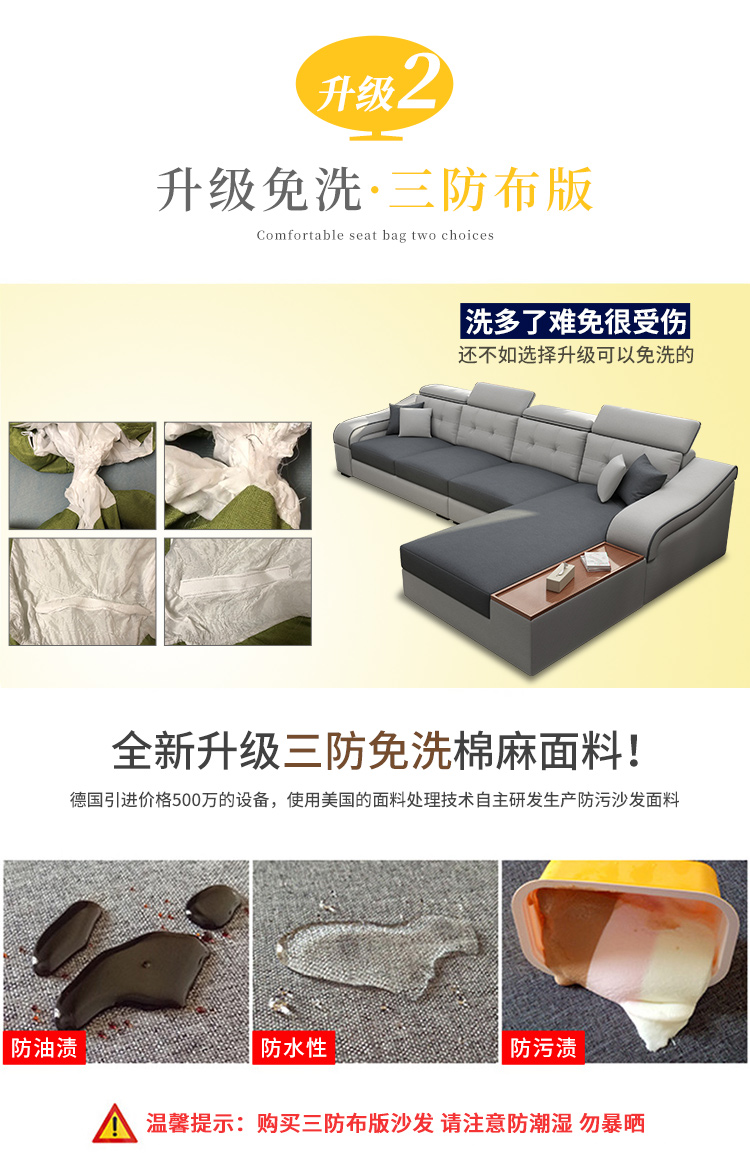 升级2
升级免洗·三防布版
Comfortable seat bag two choices
洗多了难免很受伤
还不如选择升级可以免洗的
全新升级三防免洗棉麻面料！
德国引进价格500万的设备，使用美国的面料处理技术自主研发生产防污沙发面料
防油渍
防水性
防污渍
温馨提示：购买三防布版沙发 请注意防潮湿 勿暴晒